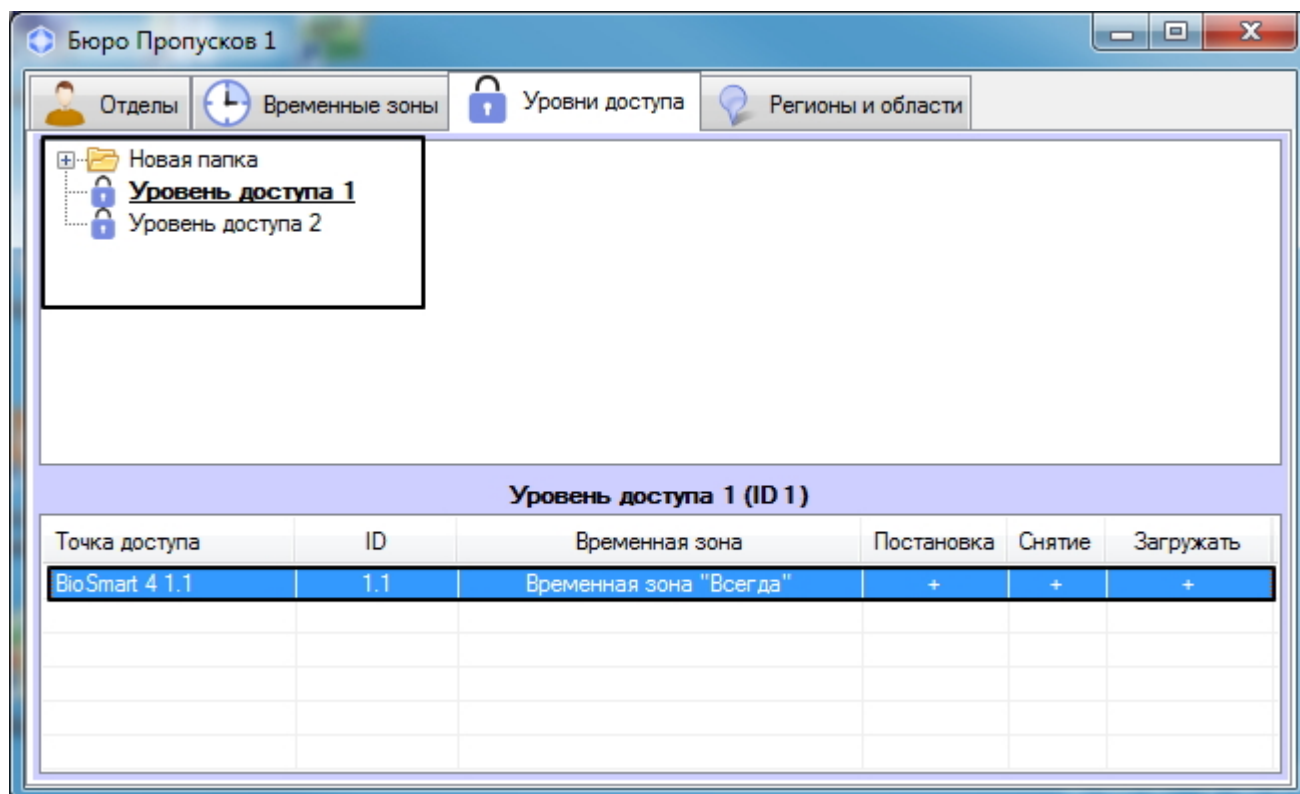 Бюро Пропусков 1
Отделы Временные зоны Уровни доступа Регионы и области
Новая папка
Уровень доступа 1
Уровень доступа 2
Уровень доступа 1 (ID 1)
Точка доступа ID Временная зона Постановка Снятие Загружать
BioSmart 4 1.1 1.1 Временная зона "Всегда" + + +